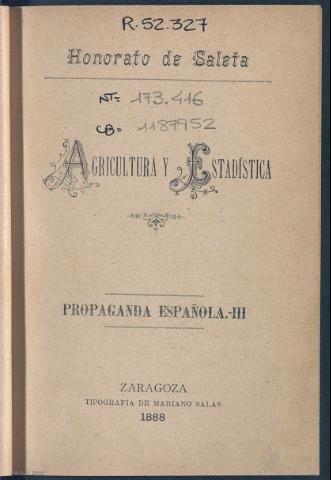 R.52.327
Honorato de Saleta
NT= 173.416
CB= 1187952
AGRICULTURA Y ESTADÍSTICA
PROPAGANDA ESPAÑOLA.-III
ZARAGOZA
TIPOGRAFÍA DE MARIANO SALAS
1888